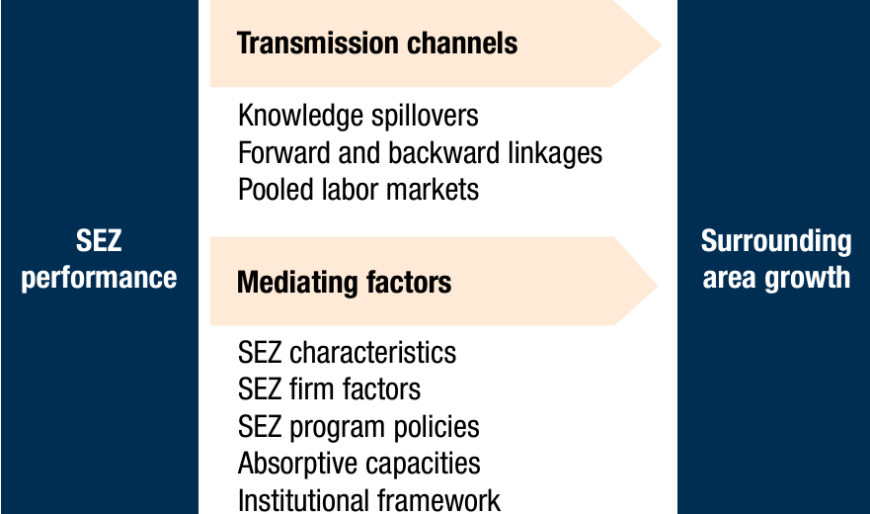 SEZ
performance
Transmission channels
Knowledge spillovers
Forward and backward linkages
Pooled labor markets
Mediating factors
SEZ characteristics
SEZ firm factors
SEZ program policies
Absorptive capacities
Institutional framework
Surrounding
area growth